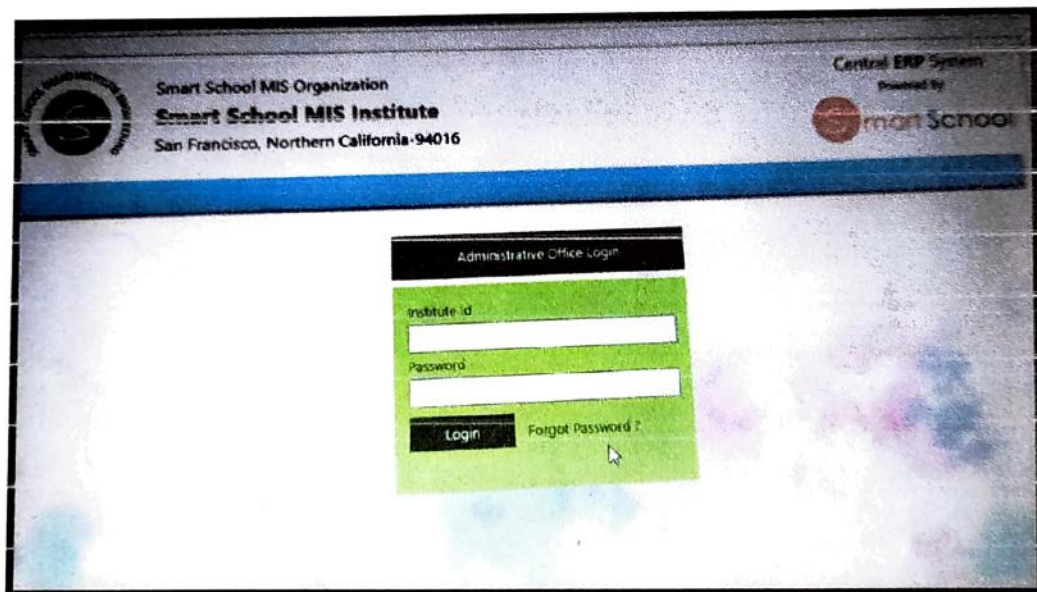 Smart School MIS Organization
Smart School MIS Institute
San Francisco, Northern California-94016
Central ERP System
Powered By
Smart School
Administrative Office Login
Institute id
Password
Login
Forgot Password ?